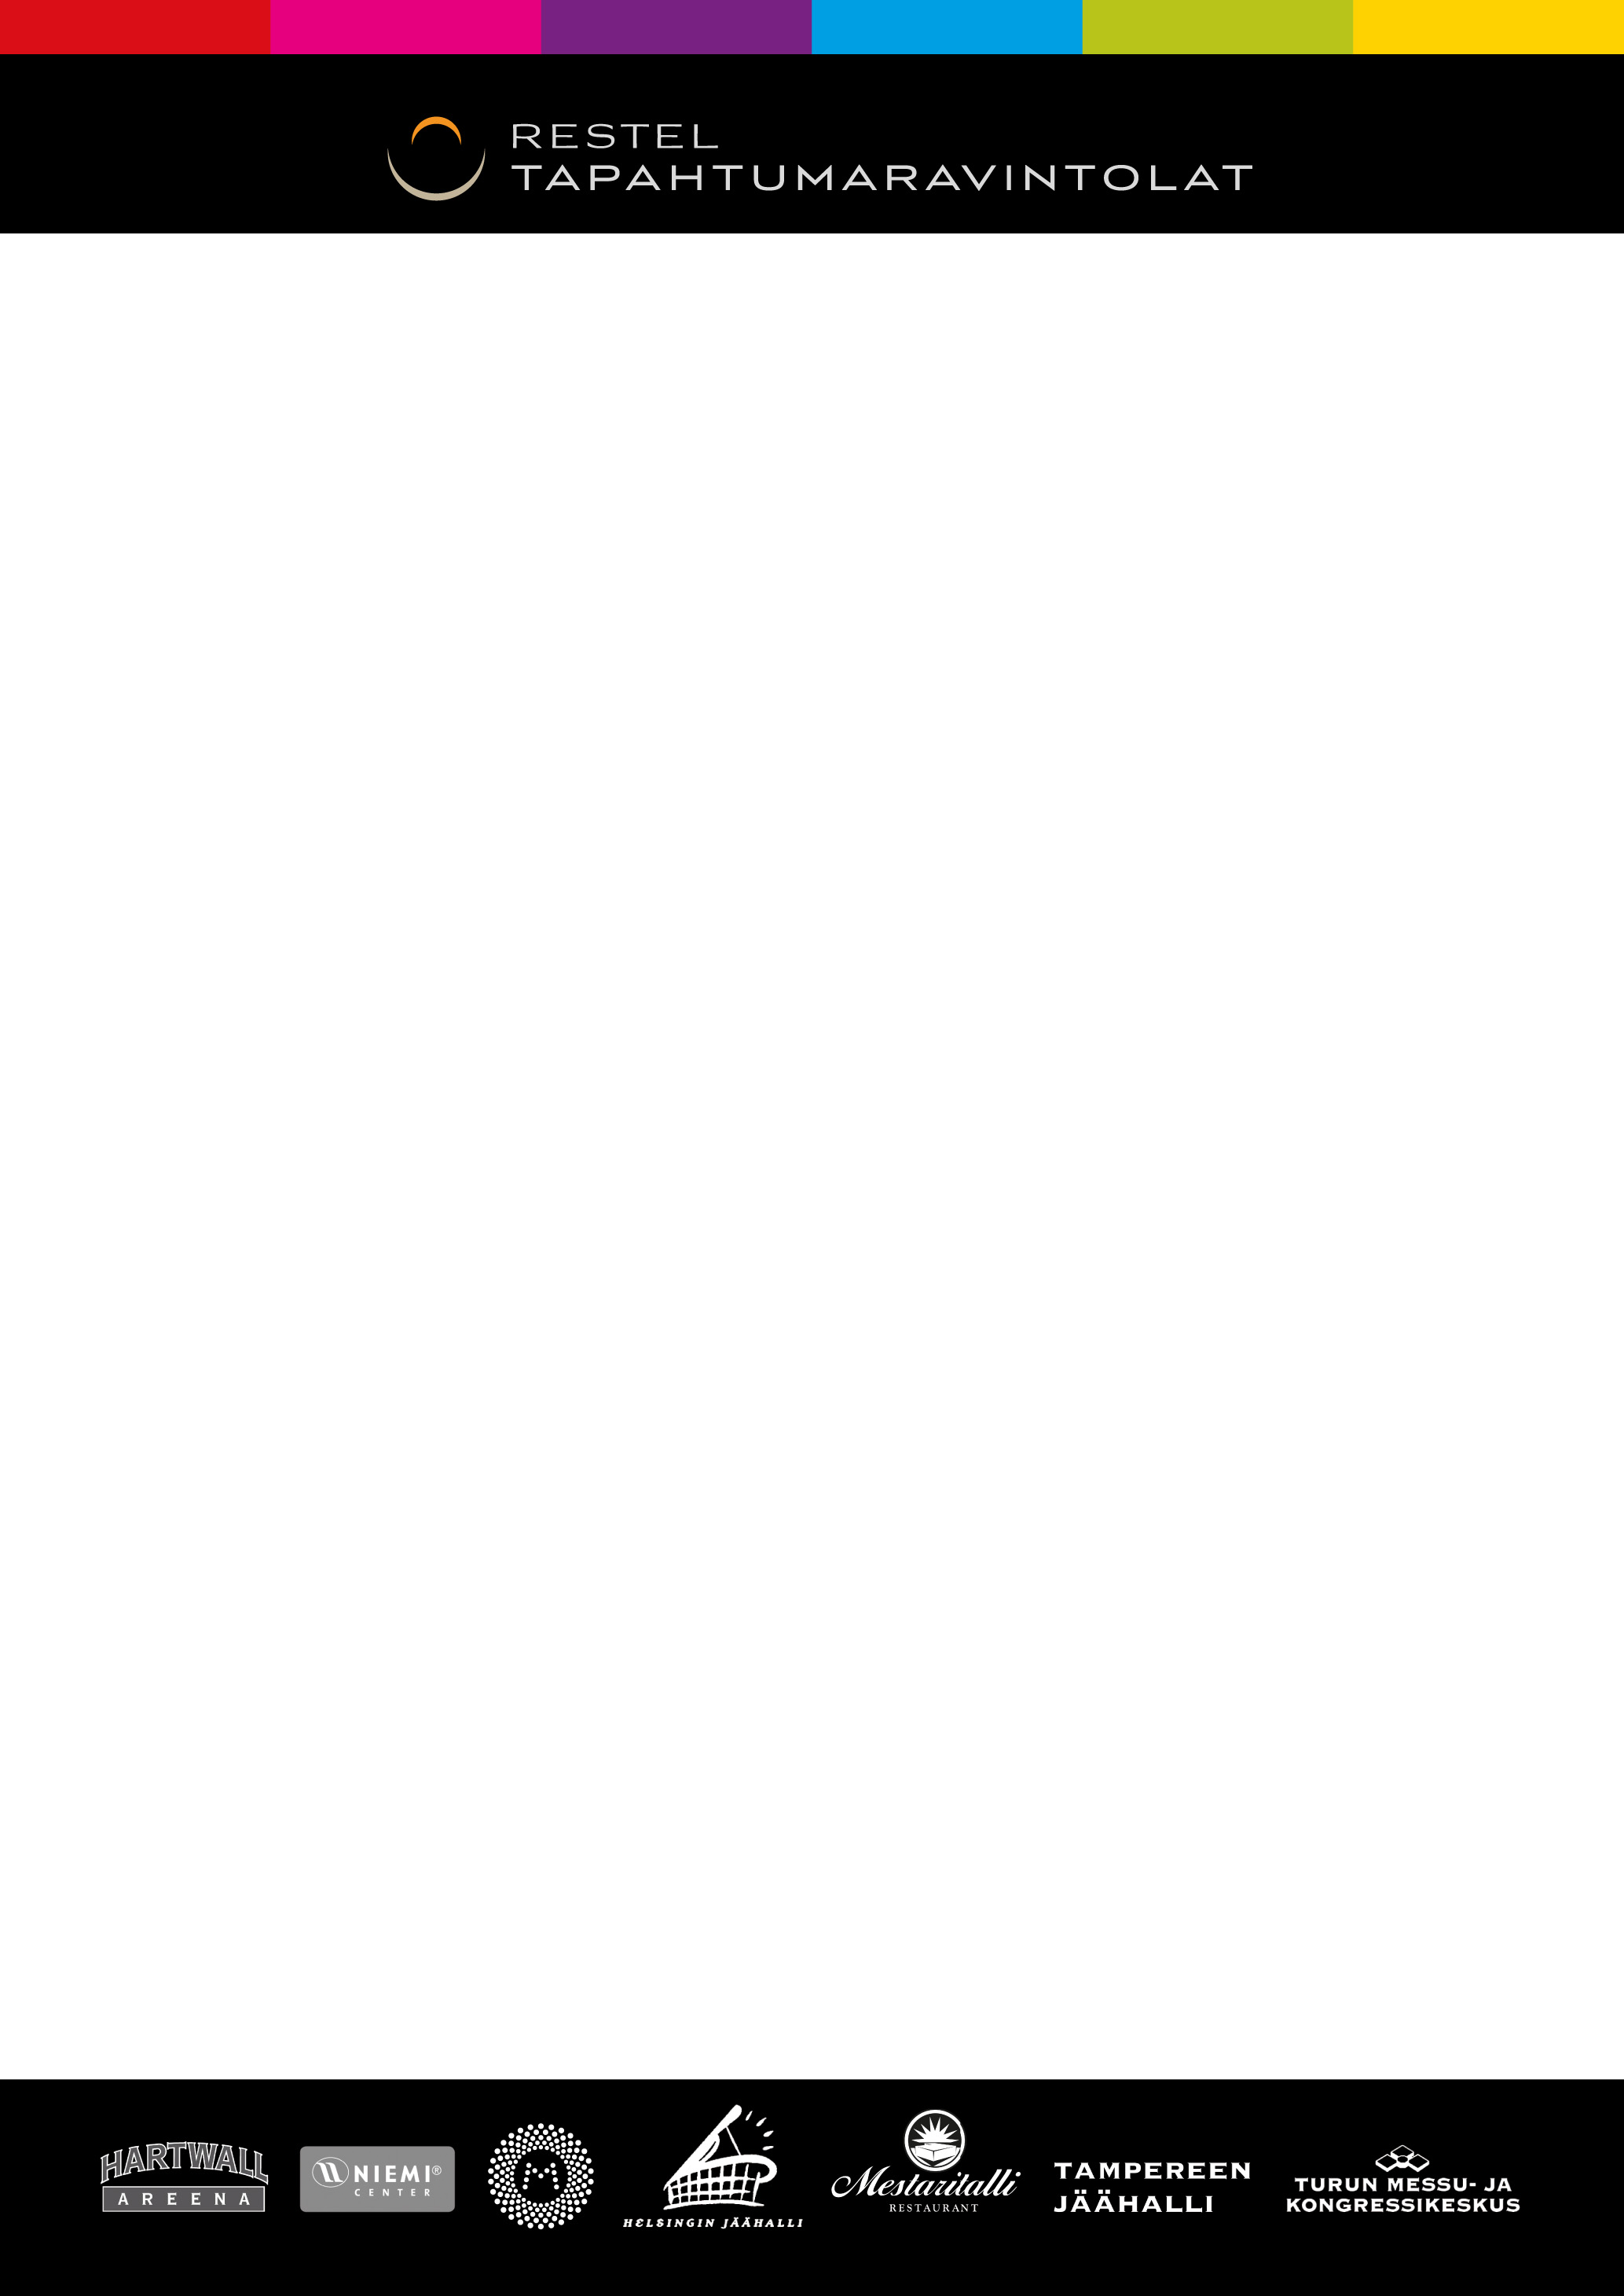 RESTEL
TAPAHTUMARAVINTOLAT
HARTWALL
AREENA
NIEMI®
CENTER
M
HELSINGIN JÄÄHALLI
Mestaritalli
RESTAURANT
TAMPEREEN
JÄÄHALLI
TURUN MESSU- JA
KONGRESSIKESKUS